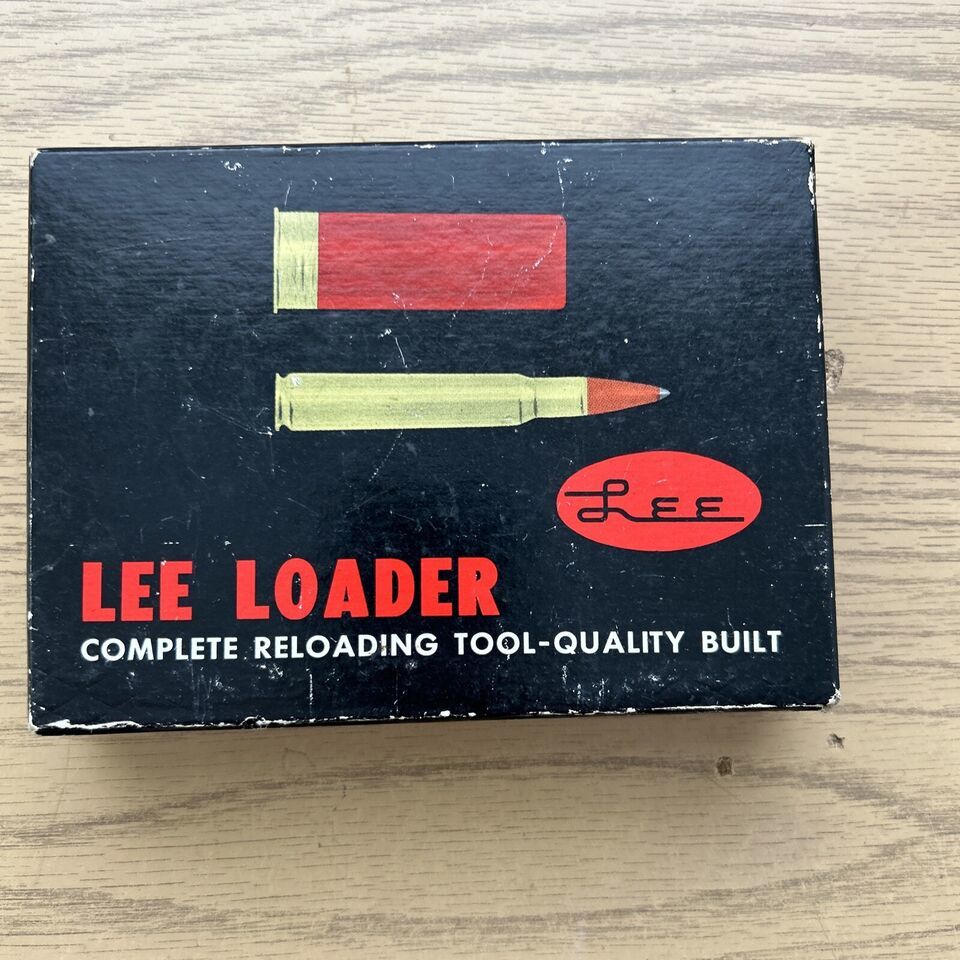 Lee
LEE LOADER
COMPLETE RELOADING TOOL-QUALITY BUILT